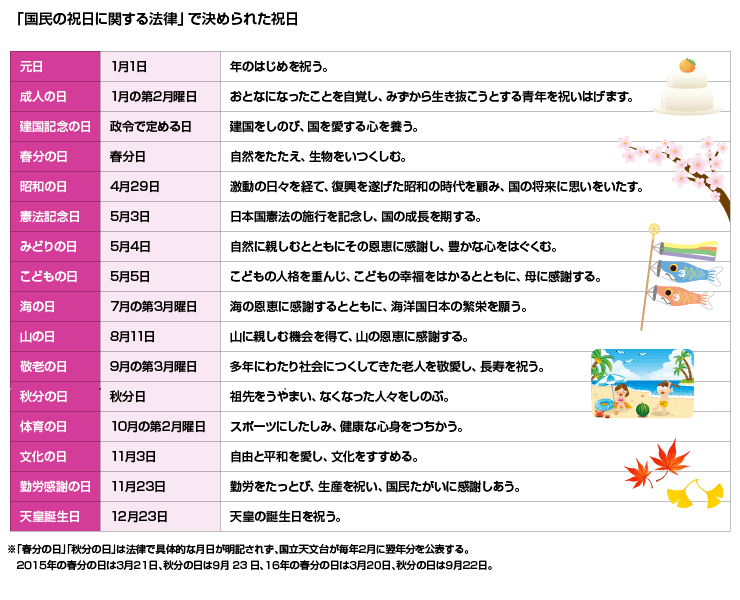 「国民の祝日に関する法律」で決められた祝日
元日 1月1日 年のはじめを祝う。
成人の日 1月の第2月曜日 おとなになったことを自覚し、みずから生き抜こうとする青年を祝いはげます。
建国記念の日 政令で定める日 建国をしのび、国を愛する心を養う。
春分の日 春分日 自然をたたえ、生物をいつくしむ。
昭和の日 4月29日 激動の日々を経て、復興を遂げた昭和の時代を顧み、国の将来に思いをいたす。
憲法記念日 5月3日 日本国憲法の施行を記念し、国の成長を期する。
みどりの日 5月4日 自然に親しむとともにその恩恵に感謝し、豊かな心をはぐくむ。
こどもの日 5月5日 こどもの人格を重んじ、こどもの幸福をはかるとともに、母に感謝する。
海の日 7月の第3月曜日 海の恩恵に感謝するとともに、海洋国日本の繁栄を願う。
山の日 8月11日 山に親しむ機会を得て、山の恩恵に感謝する。
敬老の日 9月の第3月曜日 多年にわたり社会につくしてきた老人を敬愛し、長寿を祝う。
秋分の日 秋分日 祖先をうやまい、なくなった人々をしのぶ。
体育の日 10月の第2月曜日 スポーツにしたしみ、健康な心身をつちかう。
文化の日 11月3日 自由と平和を愛し、文化をすすめる。
勤労感謝の日 11月23日 勤労をたっとび、生産を祝い、国民たがいに感謝しあう。
天皇誕生日 12月23日 天皇の誕生日を祝う。
※「春分の日」「秋分の日」は法律で具体的な月日が明記されず、国立天文台が毎年2月に翌年分を公表する。
2015年の春分の日は3月21日、秋分の日は9月 23 日、16年の春分の日は3月20日、秋分の日は9月22日。